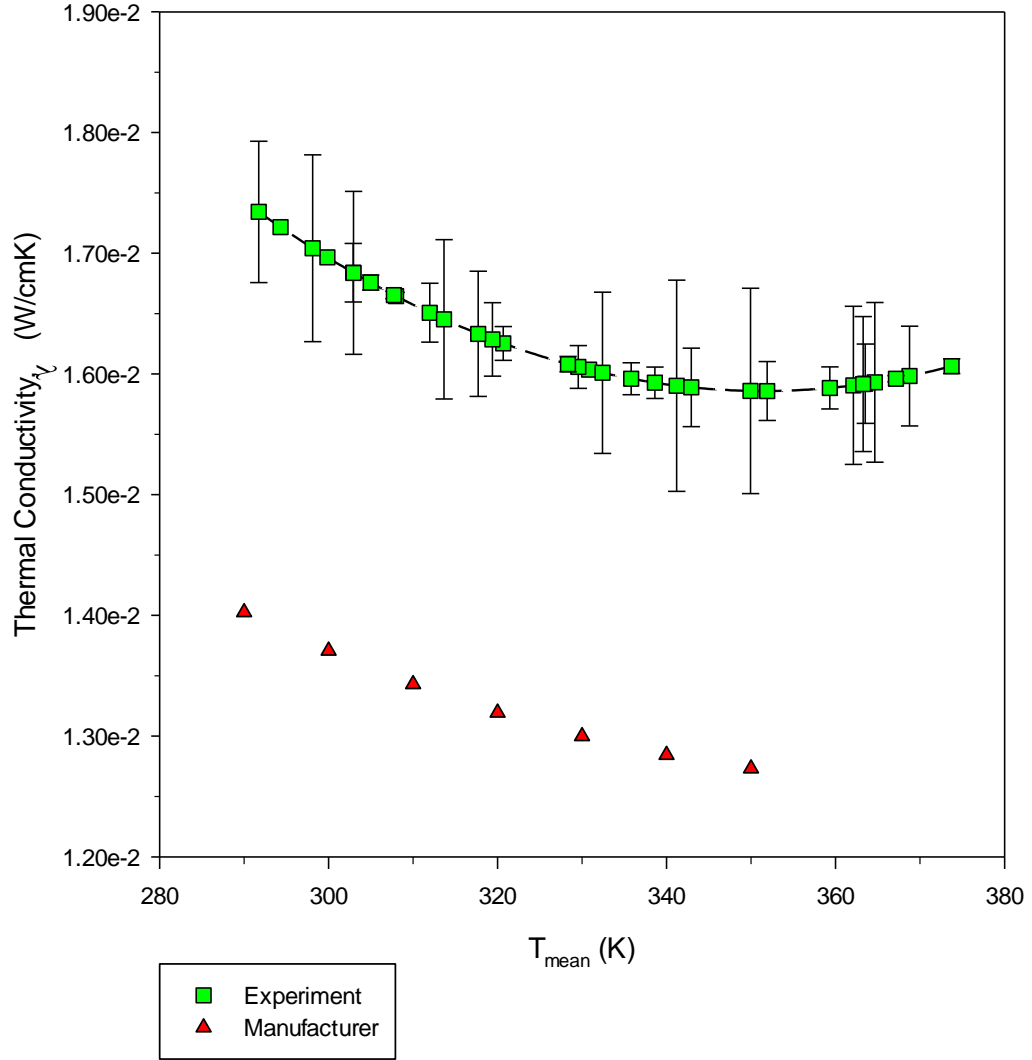 1.90e-2
1.80e-2
1.70e-2
1.60e-2
1.50e-2
1.40e-2
1.30e-2
1.20e-2
Thermal Conductivity, (W/cmK)
280 300 320 340 360 380
Tmean (K)
Experiment
Manufacturer